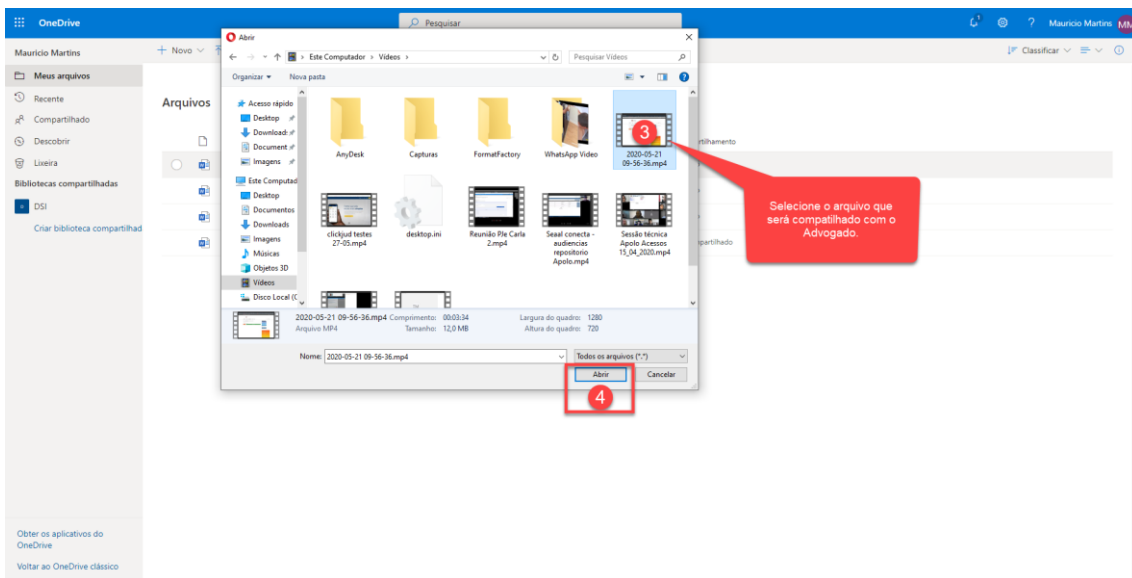 OneDrive
Pesquisar
? Mauricio Martins MM
Mauricio Martins
+ Novo
Classificar
Meus arquivos
Recente
Compartilhado
Descobrir
Lixeira
Bibliotecas compartilhadas
DSI
Criar biblioteca compartilhad
Obter os aplicativos do
OneDrive
Voltar ao OneDrive clássico
Arquivos
rtilhamento
partilhado
Abrir
Este Computador > Vídeos >
Pesquisar Vídeos
Organizar Nova pasta
Acesso rápido
Desktop
Download:
Document
Imagens
Este Computad
Desktop
Documentos
Downloads
Imagens
Músicas
Objetos 3D
Vídeos
Disco Local (C
AnyDesk
Capturas
FormatFactory
WhatsApp Video
3
2020-05-21
09-56-36.mp4
clickjud testes
27-05.mp4
desktop.ini
Reunião PJe Carla
2.mp4
Seaal conecta -
audiencias
repositorio
Apolo.mp4
Sessão técnica
Apolo Acessos
15_04_2020.mp4
2020-05-21 09-56-36.mp4 Comprimento: 00:03:34 Largura do quadro: 1280
Arquivo MP4 Tamanho: 12,0 MB Altura do quadro: 720
Nome: 2020-05-21 09-56-36.mp4 Todos os arquivos (*.*)
Abrir Cancelar
4
Selecione o arquivo que
será compatilhado com o
Advogado.